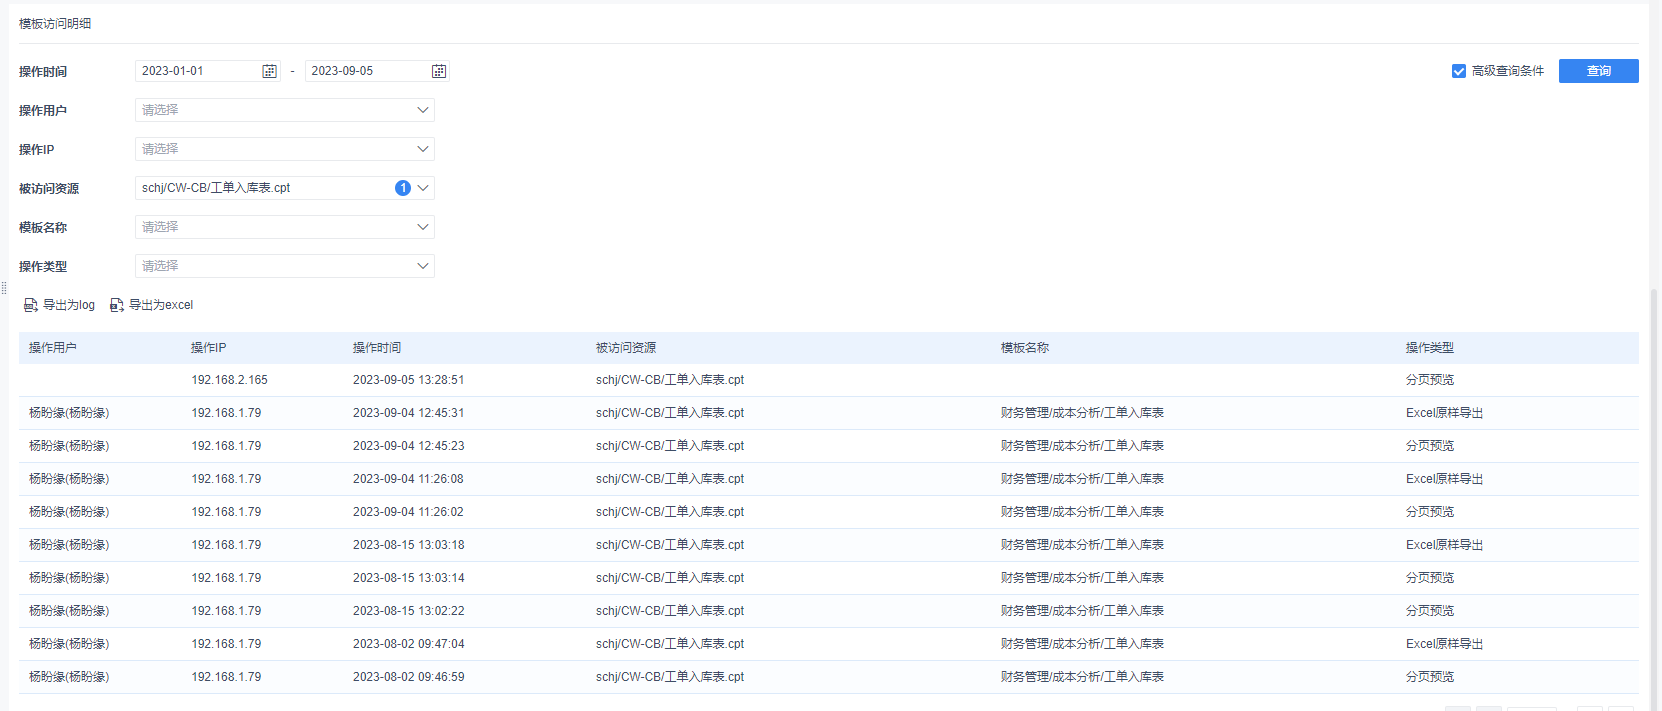 模板访问明细
操作时间 2023-01-01 - 2023-09-05 高级查询条件 查询
操作用户 请选择
操作IP 请选择
被访问资源 schj/CW-CB/工单入库表.cpt 1
模板名称 请选择
操作类型 请选择
导出为log 导出为excel
操作用户 操作IP 操作时间 被访问资源 模板名称 操作类型
192.168.2.165 2023-09-05 13:28:51 schj/CW-CB/工单入库表.cpt 分页预览
杨盼缘(杨盼缘) 192.168.1.79 2023-09-04 12:45:31 schj/CW-CB/工单入库表.cpt 财务管理/成本分析/工单入库表 Excel原样导出
杨盼缘(杨盼缘) 192.168.1.79 2023-09-04 12:45:23 schj/CW-CB/工单入库表.cpt 财务管理/成本分析/工单入库表 分页预览
杨盼缘(杨盼缘) 192.168.1.79 2023-09-04 11:26:08 schj/CW-CB/工单入库表.cpt 财务管理/成本分析/工单入库表 Excel原样导出
杨盼缘(杨盼缘) 192.168.1.79 2023-09-04 11:26:02 schj/CW-CB/工单入库表.cpt 财务管理/成本分析/工单入库表 分页预览
杨盼缘(杨盼缘) 192.168.1.79 2023-08-15 13:03:18 schj/CW-CB/工单入库表.cpt 财务管理/成本分析/工单入库表 Excel原样导出
杨盼缘(杨盼缘) 192.168.1.79 2023-08-15 13:03:14 schj/CW-CB/工单入库表.cpt 财务管理/成本分析/工单入库表 分页预览
杨盼缘(杨盼缘) 192.168.1.79 2023-08-15 13:02:22 schj/CW-CB/工单入库表.cpt 财务管理/成本分析/工单入库表 分页预览
杨盼缘(杨盼缘) 192.168.1.79 2023-08-02 09:47:04 schj/CW-CB/工单入库表.cpt 财务管理/成本分析/工单入库表 Excel原样导出
杨盼缘(杨盼缘) 192.168.1.79 2023-08-02 09:46:59 schj/CW-CB/工单入库表.cpt 财务管理/成本分析/工单入库表 分页预览